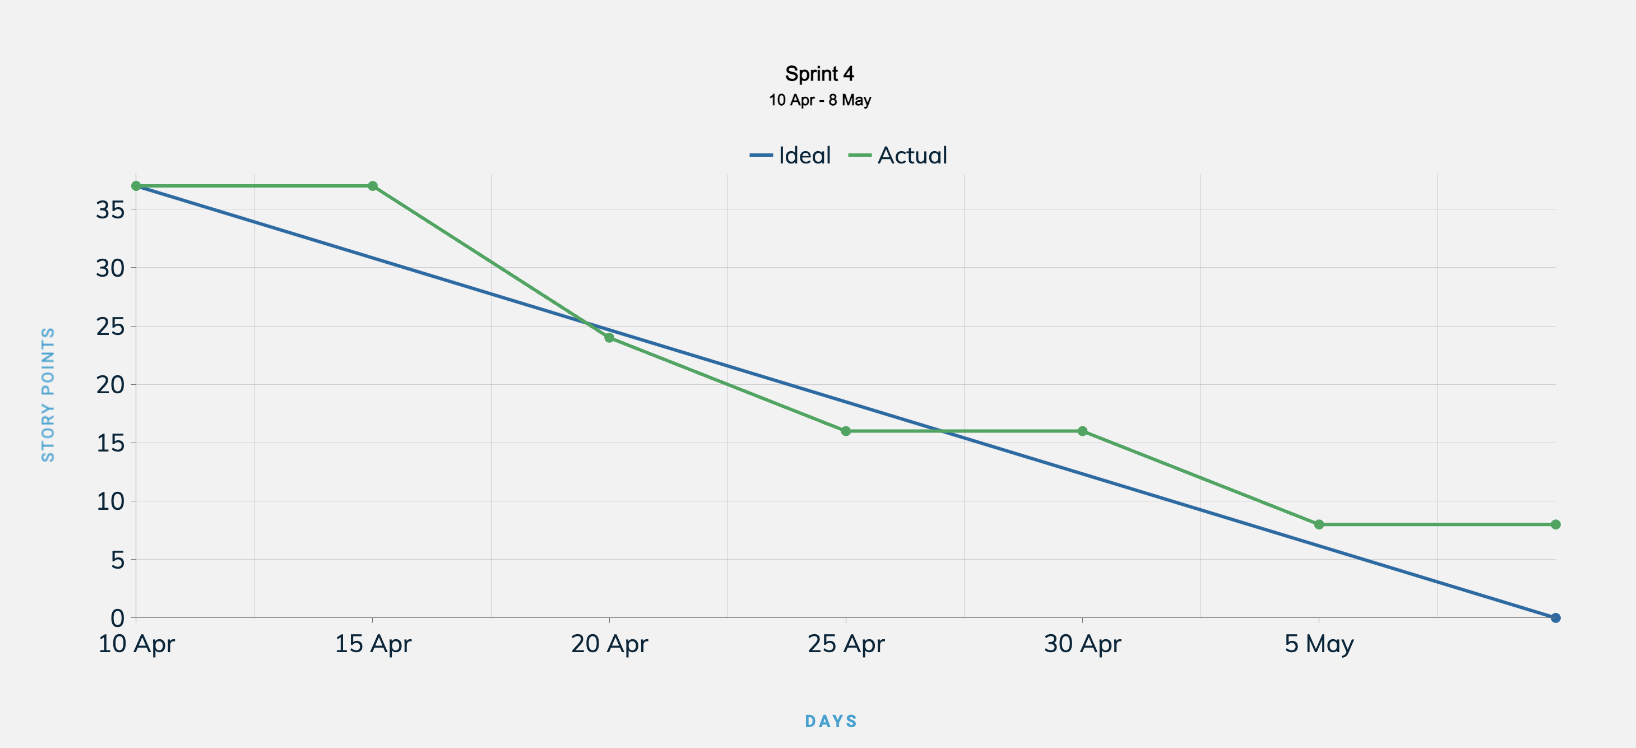 Sprint 4
10 Apr - 8 May
Ideal Actual
35
30
25
20
15
10
5
0
10 Apr 15 Apr 20 Apr 25 Apr 30 Apr 5 May
STORY POINTS
DAYS